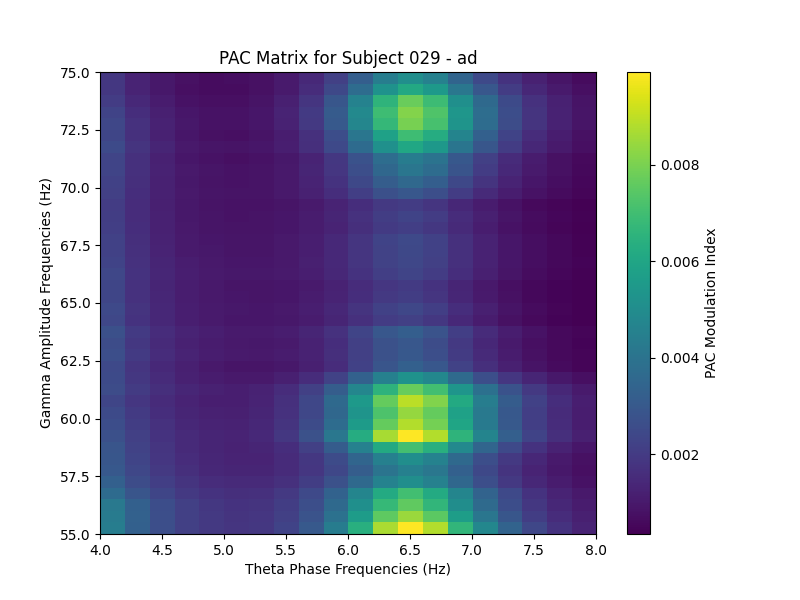 PAC Matrix for Subject 029 - ad
75.0
72.5
70.0
67.5
65.0
62.5
60.0
57.5
55.0
Gamma Amplitude Frequencies (Hz)
4.0 4.5 5.0 5.5 6.0 6.5 7.0 7.5 8.0
Theta Phase Frequencies (Hz)
0.008
0.006
0.004
0.002
PAC Modulation Index